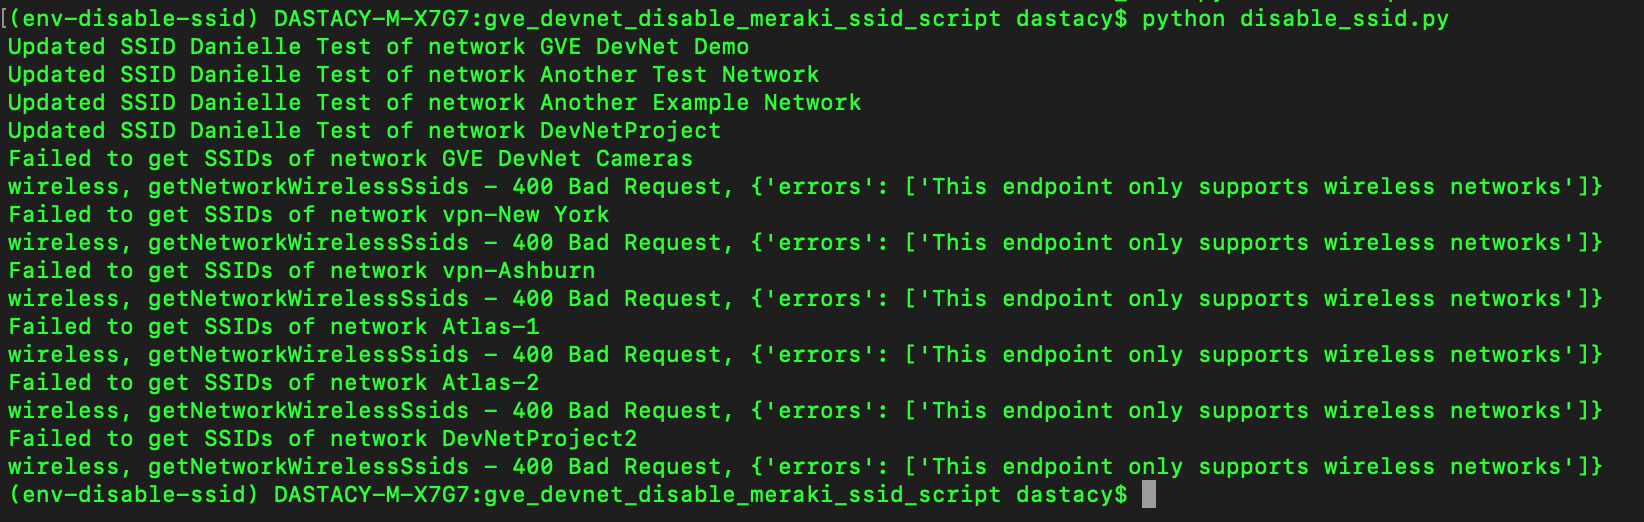 [(env-disable-ssid) DASTACY-M-X7G7:gve_devnet_disable_meraki_ssid_script dastacy$ python disable_ssid.py
Updated SSID Danielle Test of network GVE DevNet Demo
Updated SSID Danielle Test of network Another Test Network
Updated SSID Danielle Test of network Another Example Network
Updated SSID Danielle Test of network DevNetProject
Failed to get SSIDs of network GVE DevNet Cameras
wireless, getNetworkWirelessSsids - 400 Bad Request, {'errors': ['This endpoint only supports wireless networks']}
Failed to get SSIDs of network vpn-New York
wireless, getNetworkWirelessSsids - 400 Bad Request, {'errors': ['This endpoint only supports wireless networks']}
Failed to get SSIDs of network vpn-Ashburn
wireless, getNetworkWirelessSsids - 400 Bad Request, {'errors': ['This endpoint only supports wireless networks']}
Failed to get SSIDs of network Atlas-1
wireless, getNetworkWirelessSsids - 400 Bad Request, {'errors': ['This endpoint only supports wireless networks']}
Failed to get SSIDs of network Atlas-2
wireless, getNetworkWirelessSsids - 400 Bad Request, {'errors': ['This endpoint only supports wireless networks']}
Failed to get SSIDs of network DevNetProject2
wireless, getNetworkWirelessSsids - 400 Bad Request, {'errors': ['This endpoint only supports wireless networks']}
(env-disable-ssid) DASTACY-M-X7G7:gve_devnet_disable_meraki_ssid_script dastacy$